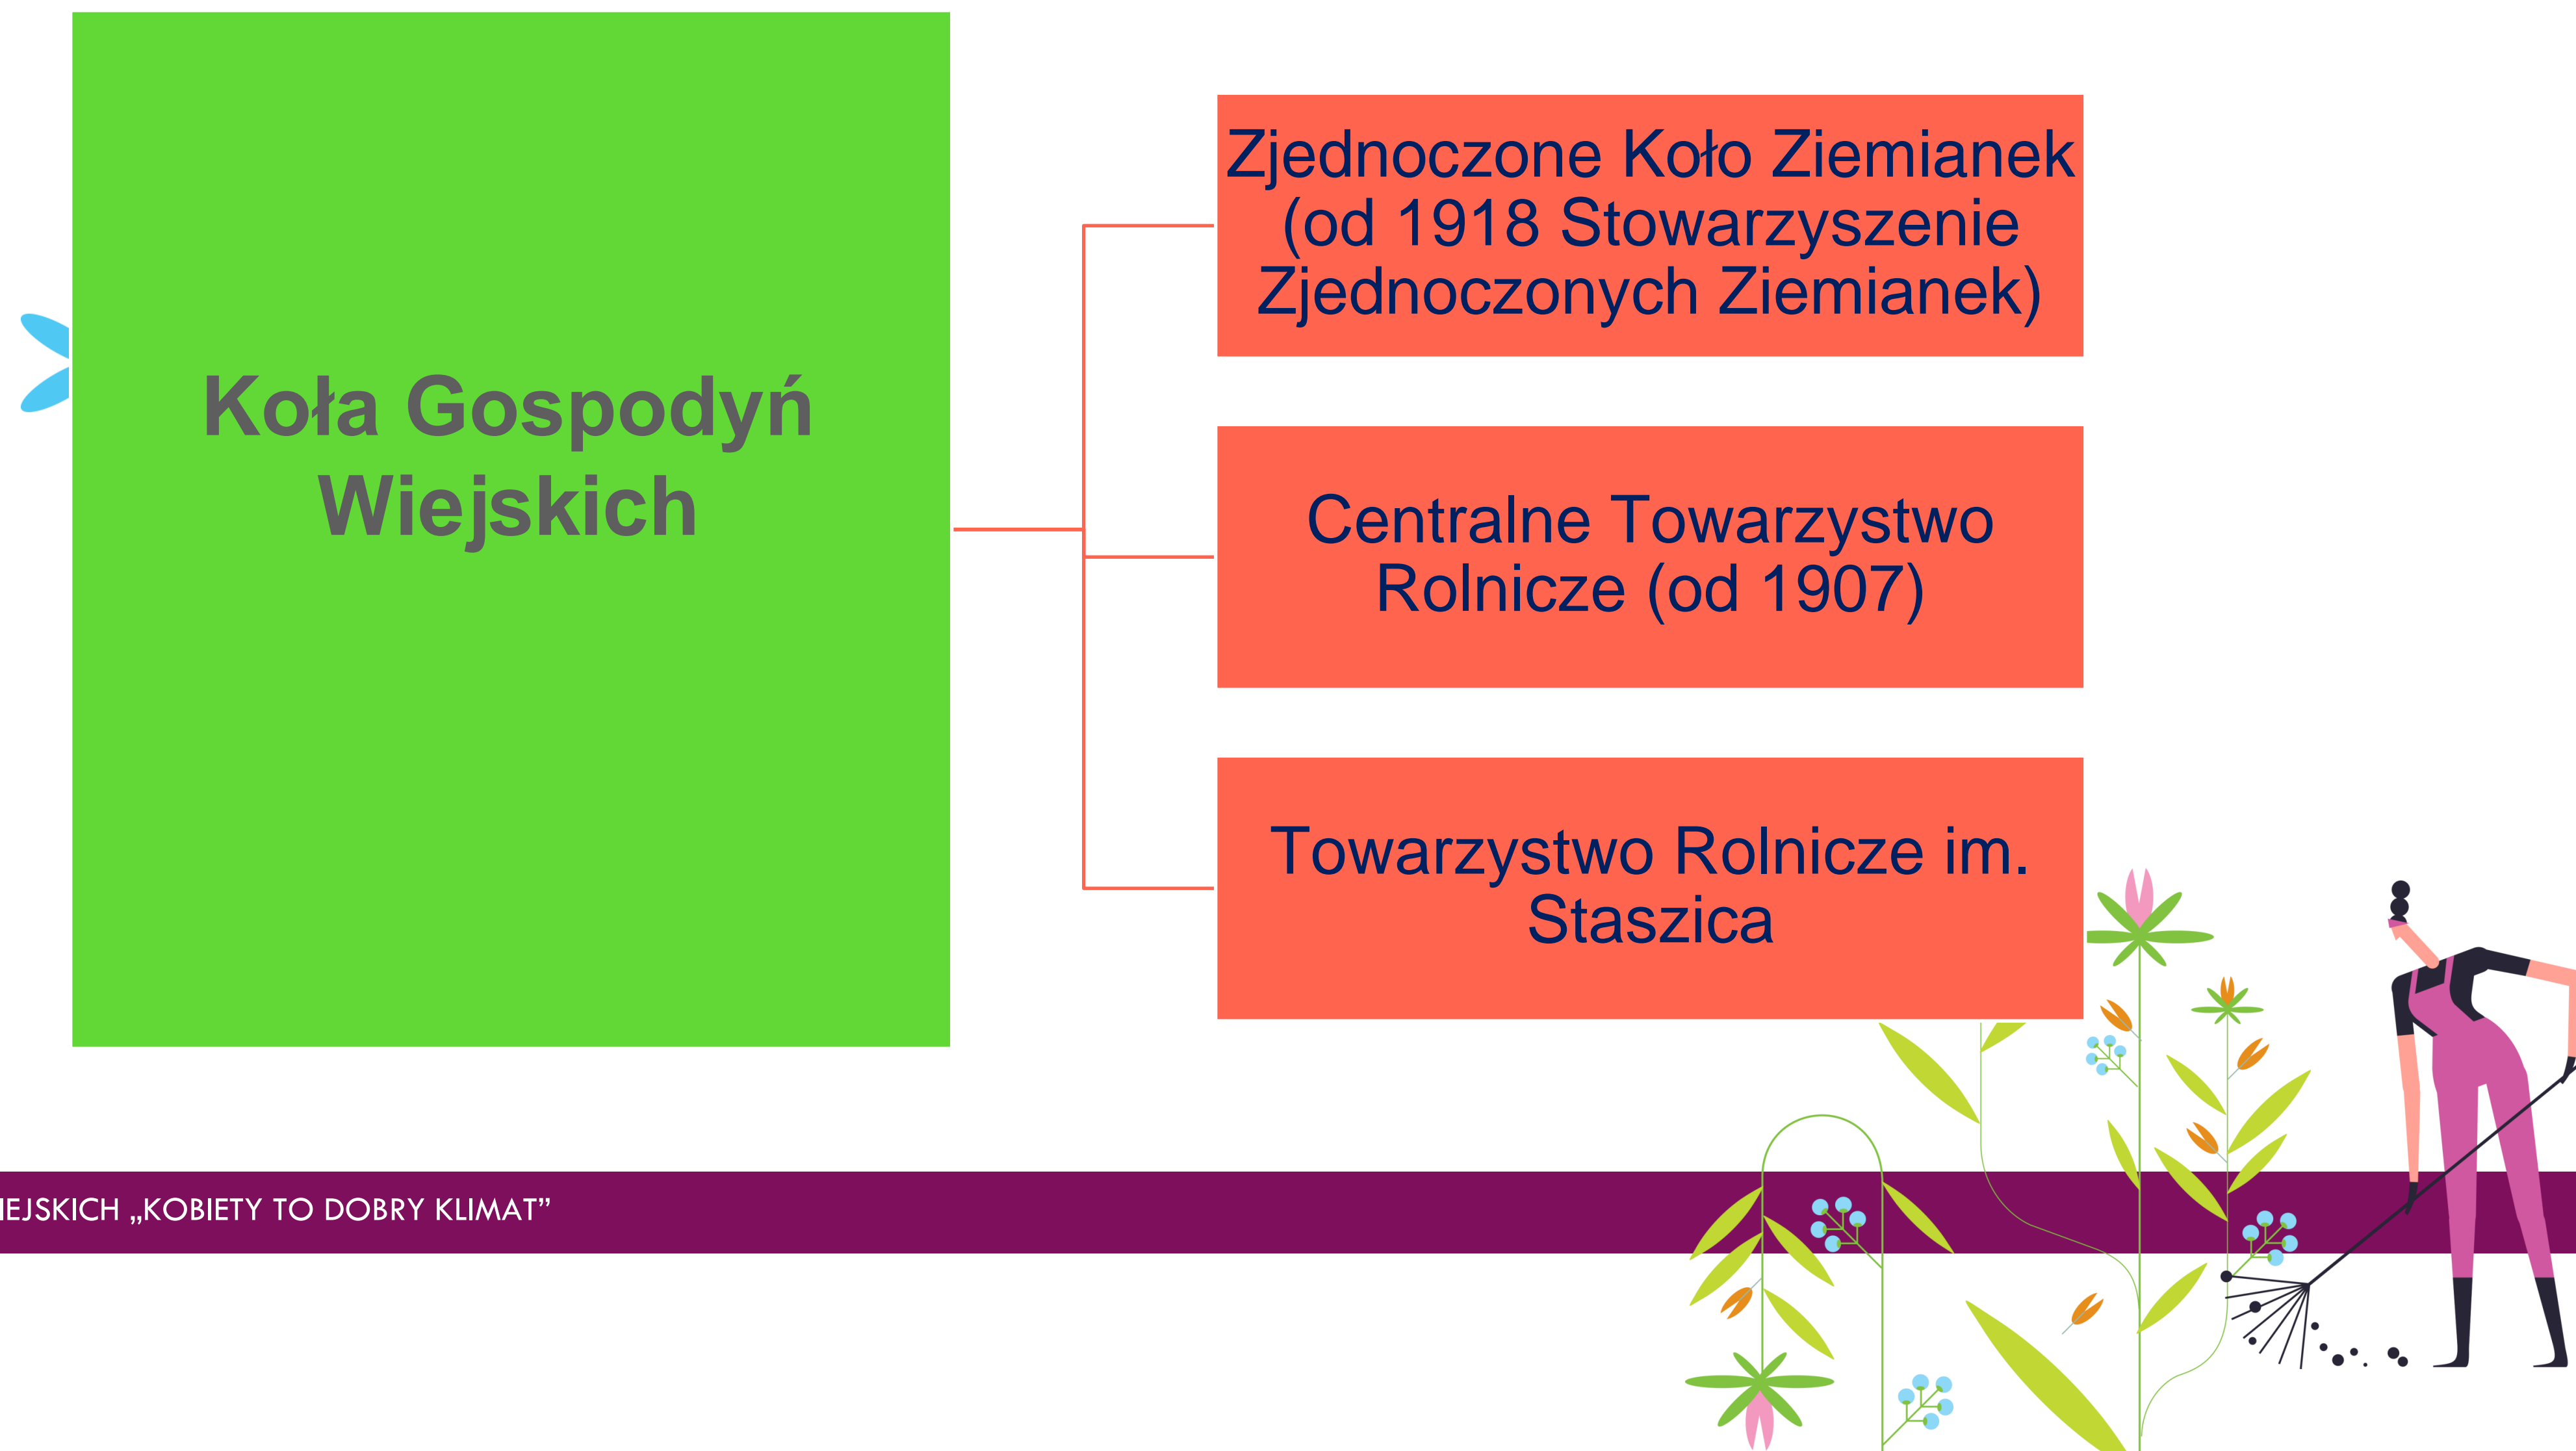 Koła Gospodyń
Wiejskich
Zjednoczone Koło Ziemianek
(od 1918 Stowarzyszenie
Zjednoczonych Ziemianek)
Centralne Towarzystwo
Rolnicze (od 1907)
Towarzystwo Rolnicze im.
Staszica
IEJSKICH „KOBIETY TO DOBRY KLIMAT”